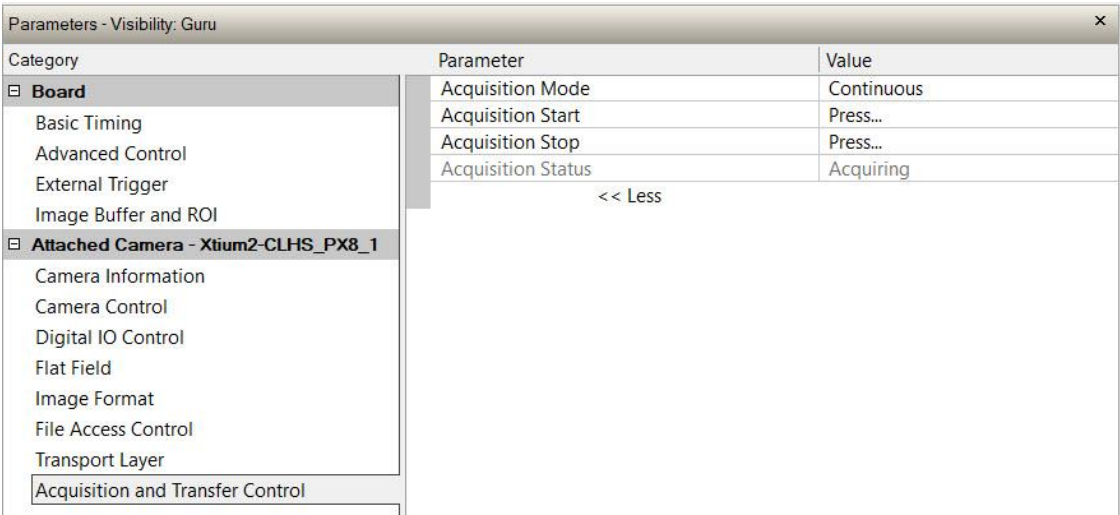 Parameters - Visibility: Guru ×
Category Parameter Value
Board
Basic Timing
Advanced Control
External Trigger
Image Buffer and ROI
Attached Camera - Xtium2-CLHS_PX8_1
Camera Information
Camera Control
Digital IO Control
Flat Field
Image Format
File Access Control
Transport Layer
Acquisition and Transfer Control
Acquisition Mode Continuous
Acquisition Start Press...
Acquisition Stop Press...
Acquisition Status Acquiring
<< Less